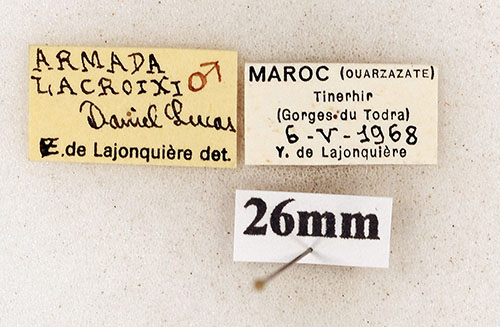 ARMADA
LACROIXI ♂
Daniel Lucas
E. de Lajonquière det.
MAROC (OUARZAZATE)
Tinerhir
(Gorges du Todra)
6-V-1968
Y. de Lajonquière
26mm